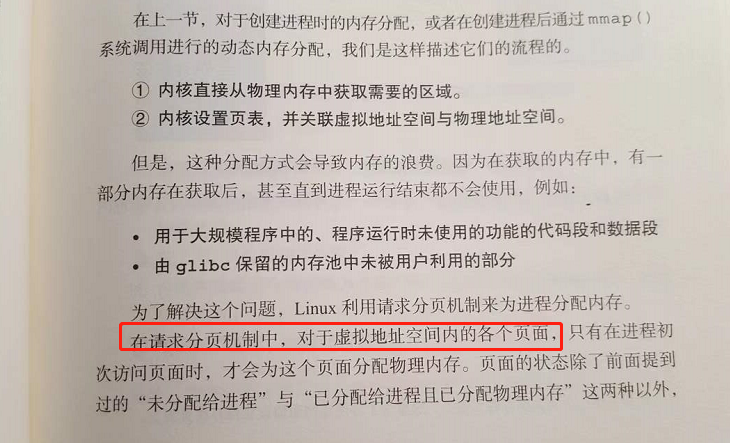 在上一节，对于创建进程时的内存分配，或者在创建进程后通过 mmap()
系统调用进行的动态内存分配，我们是这样描述它们的流程的。
① 内核直接从物理内存中获取需要的区域。
② 内核设置页表，并关联虚拟地址空间与物理地址空间。
但是，这种分配方式会导致内存的浪费。因为在获取的内存中，有一
部分内存在获取后，甚至直到进程运行结束都不会使用，例如：
• 用于大规模程序中的、程序运行时未使用的功能的代码段和数据段
• 由 glibc 保留的内存池中未被用户利用的部分
为了解决这个问题，Linux 利用请求分页机制来为进程分配内存。
在请求分页机制中，对于虚拟地址空间内的各个页面，只有在进程初
次访问页面时，才会为这个页面分配物理内存。页面的状态除了前面提到
过的“未分配给进程”与“已分配给进程且已分配物理内存”这两种以外，